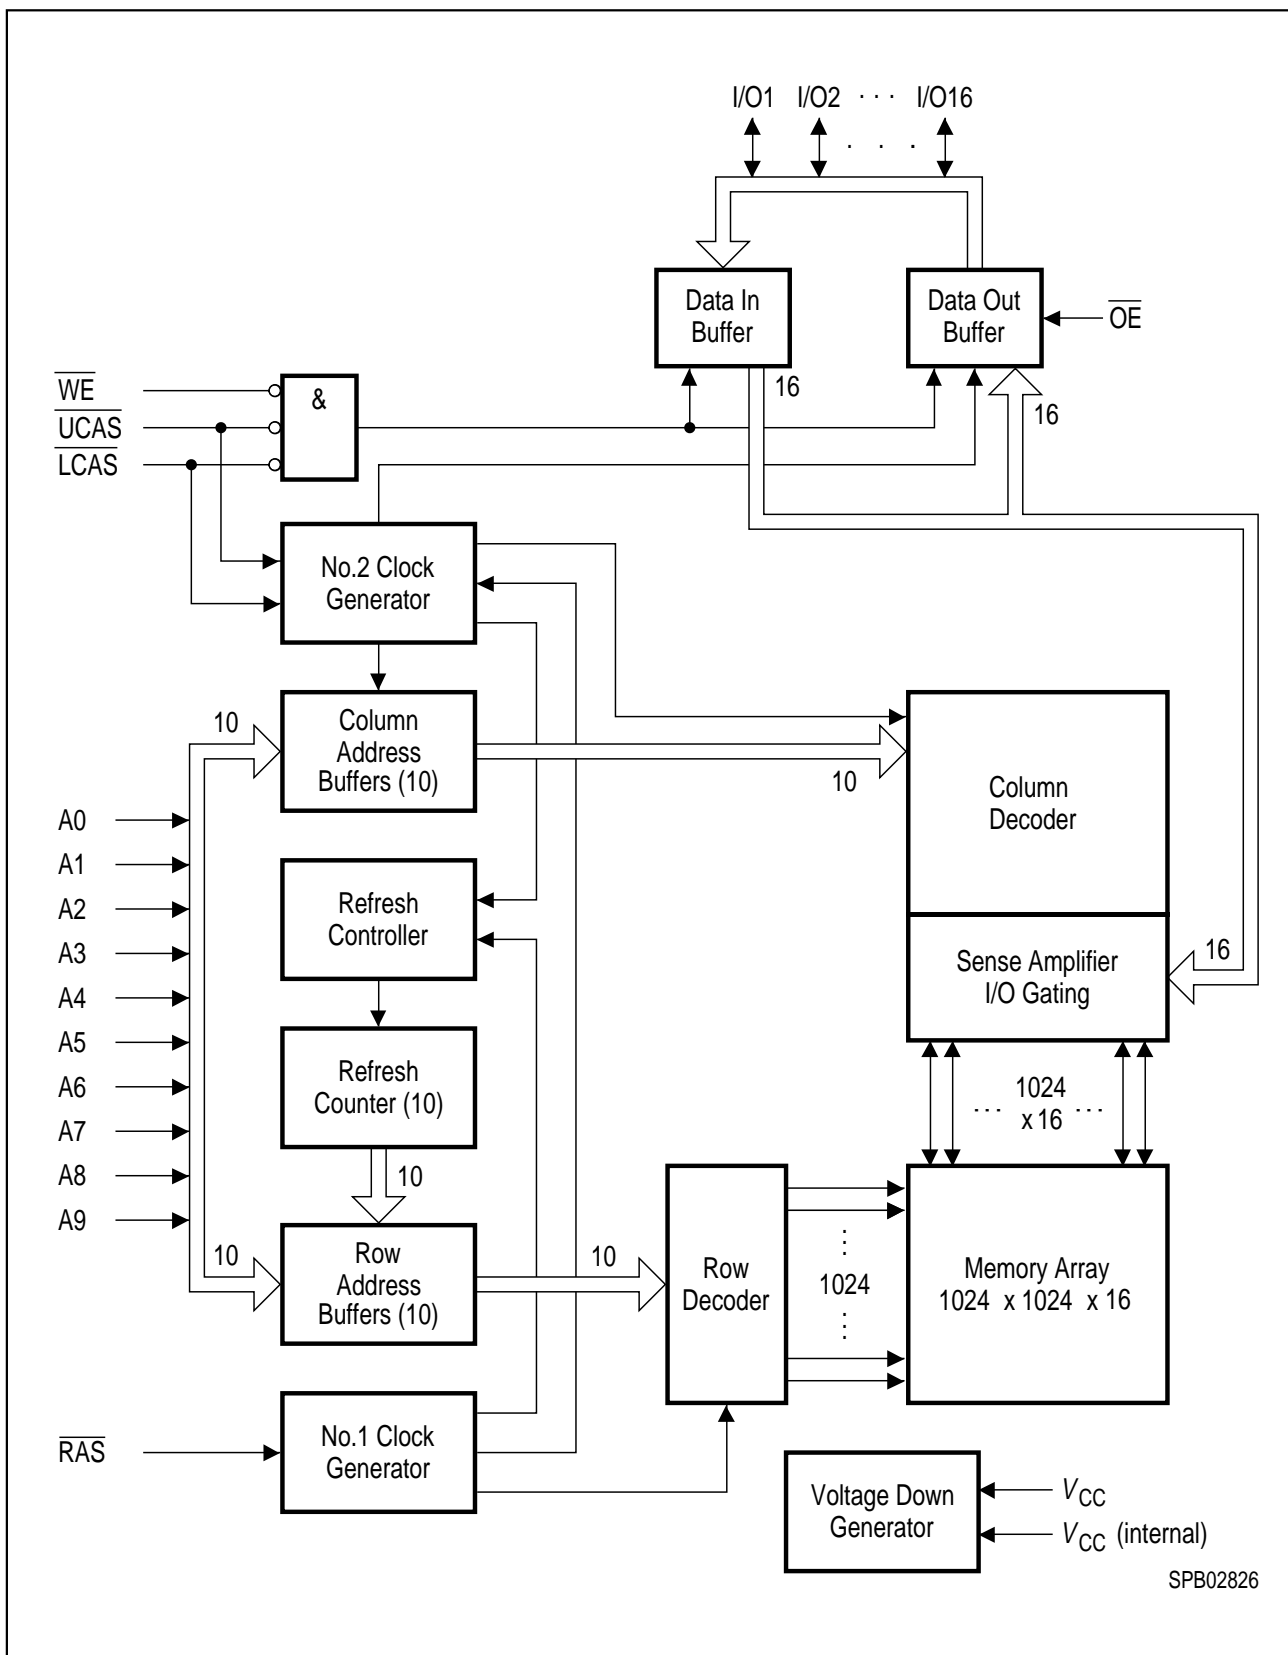 I/O1 I/O2 . . . I/O16
. . .
Data In
Buffer
Data Out
Buffer
OE
16
16
WE
UCAS
LCAS
&
No.2 Clock
Generator
10
Column
Address
Buffers (10)
10
Column
Decoder
A0
A1
A2
A3
A4
A5
A6
A7
A8
A9
Refresh
Controller
Sense Amplifier
I/O Gating
16
Refresh
Counter (10)
10
. . . 1024 . . .
x 16
10
Row
Address
Buffers (10)
10
Row
Decoder
1024
Memory Array
1024 x 1024 x 16
RAS
No.1 Clock
Generator
Voltage Down
Generator
VCC
VCC (internal)
SPB02826